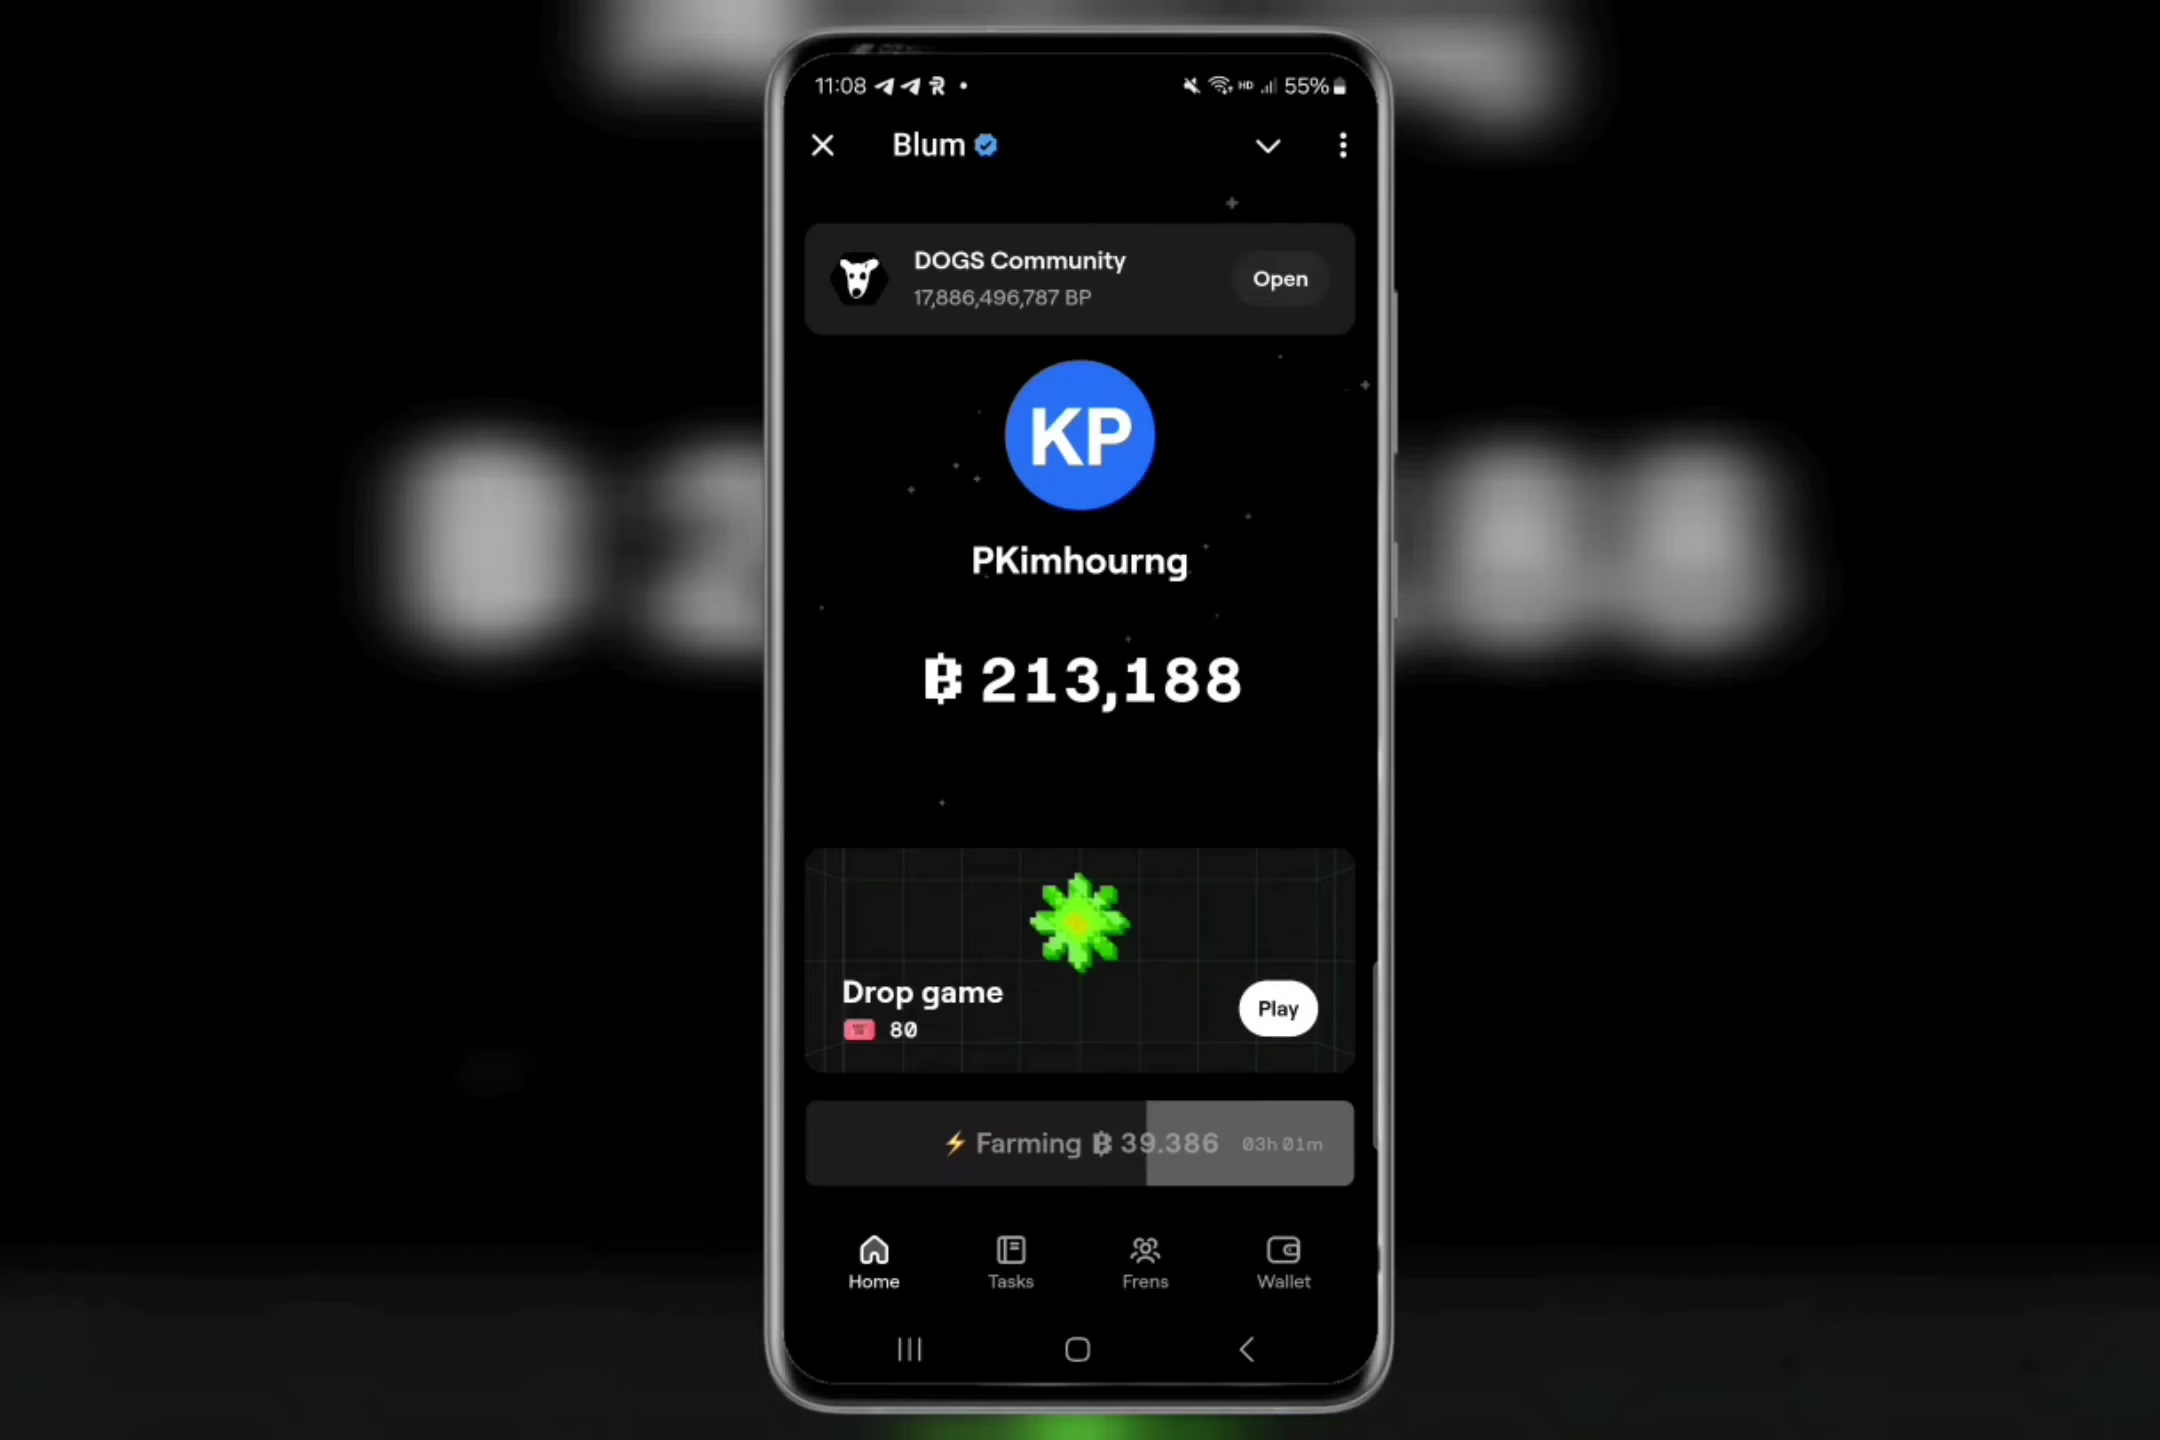 11:08
HD 55%
Blum
DOGS Community
17,886,496,787 BP
Open
KP
PKimhourng
213,188
Drop game
80
Play
Farming 39.386 03h 01m
Home Tasks Frens Wallet